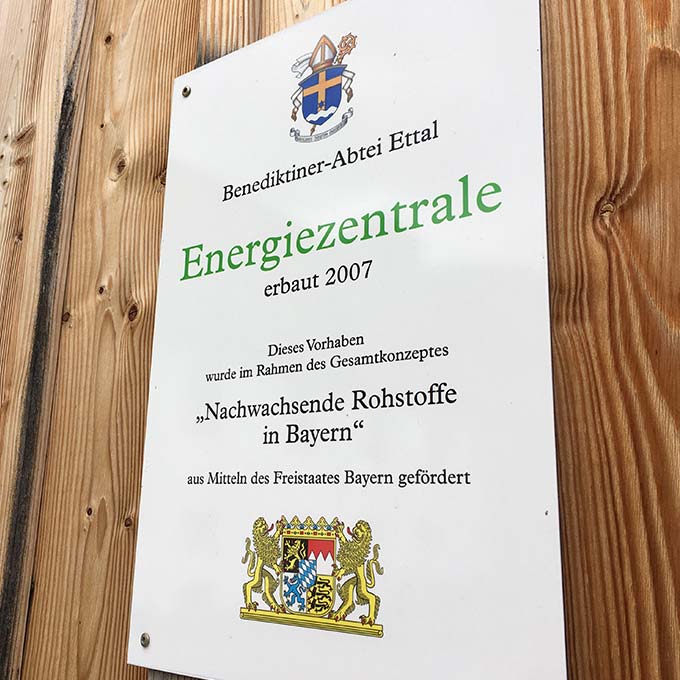 Benediktiner-Abtei Ettal
Energiezentrale
erbaut 2007
Dieses Vorhaben
wurde im Rahmen des Gesamtkonzeptes
„Nachwachsende Rohstoffe
in Bayern“
aus Mitteln des Freistaates Bayern gefördert